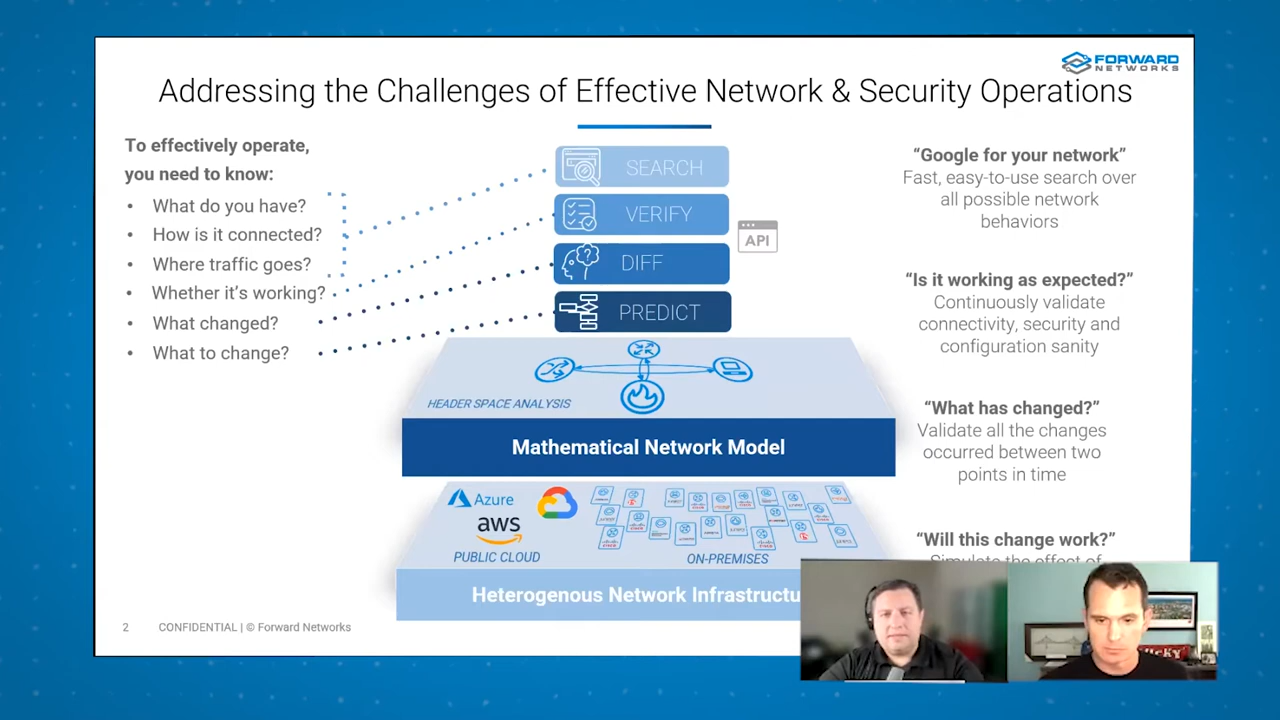 FORWARD
NETWORKS
Addressing the Challenges of Effective Network & Security Operations
To effectively operate,
you need to know:
• What do you have?
• How is it connected?
• Where traffic goes?
• Whether it's working?
• What changed?
• What to change?
SEARCH
VERIFY
DIFF
PREDICT
API
HEADER SPACE ANALYSIS
Mathematical Network Model
Azure
aws
PUBLIC CLOUD
ON-PREMISES
Heterogenous Network Infrastructu
“Google for your network”
Fast, easy-to-use search over
all possible network
behaviors
“Is it working as expected?”
Continuously validate
connectivity, security and
configuration sanity
“What has changed?”
Validate all the changes
occurred between two
points in time
“Will this change work?”
Simulate the effect of
2
CONFIDENTIAL | © Forward Networks